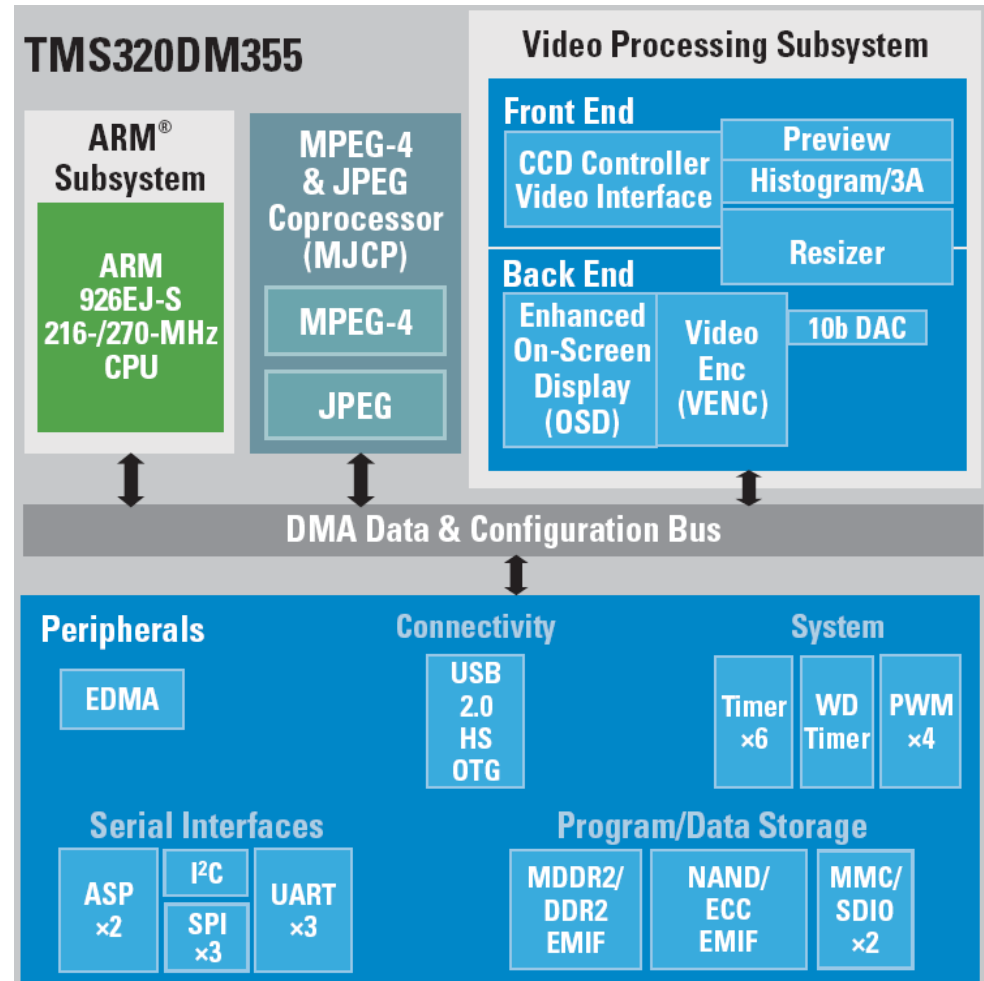 TMS320DM355
ARM®
Subsystem
ARM
926EJ-S
216-/270-MHz
CPU
MPEG-4
& JPEG
Coprocessor
(MJCP)
MPEG-4
JPEG
Video Processing Subsystem
Front End
CCD Controller
Video Interface
Preview
Histogram/3A
Resizer
Back End
Enhanced
On-Screen
Display
(OSD)
Video
Enc
(VENC)
10b DAC
DMA Data & Configuration Bus
Peripherals
EDMA
Connectivity
USB
2.0
HS
OTG
System
Timer
×6
WD
Timer
PWM
×4
Serial Interfaces
ASP
×2
I²C
SPI
×3
UART
×3
Program/Data Storage
MDDR2/
DDR2
EMIF
NAND/
ECC
EMIF
MMC/
SDIO
×2